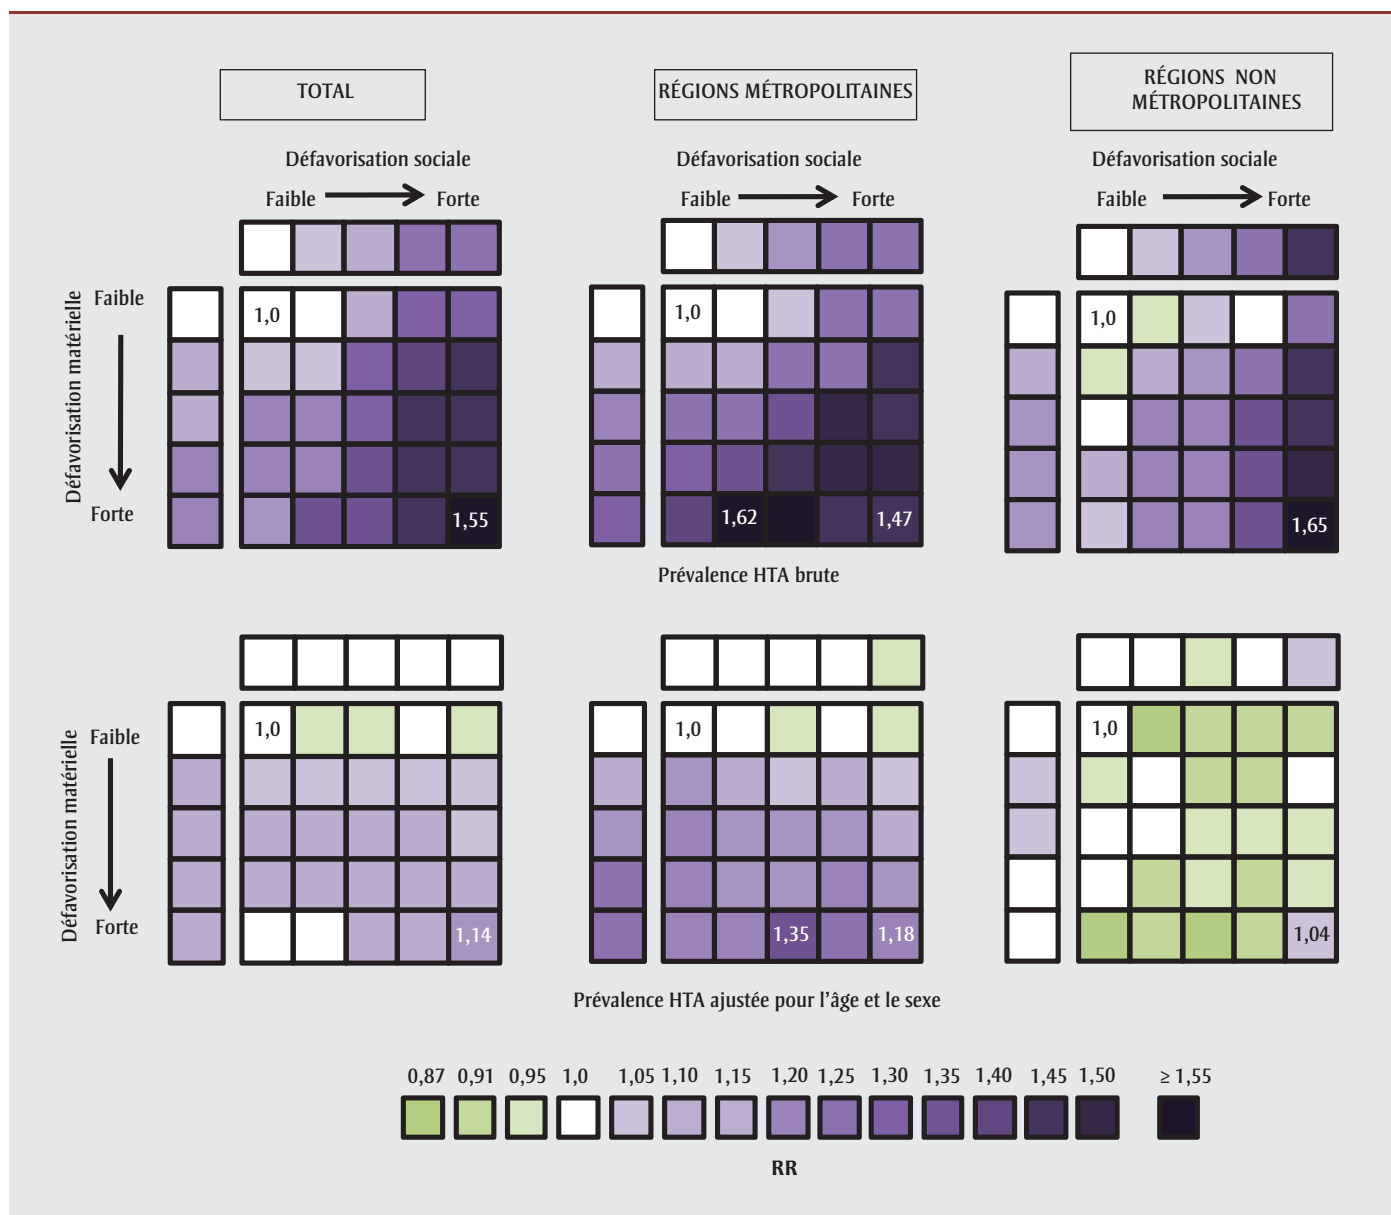 TOTAL
RÉGIONS MÉTROPOLITAINES
RÉGIONS NON
MÉTROPOLITAINES
Défavorisation sociale
Faible
Forte
Défavorisation sociale
Faible
Forte
Défavorisation sociale
Faible
Forte
Défavorisation matérielle
Faible
Forte
1,0
1,55
1,0
1,62
1,47
1,0
1,65
Prévalence HTA brute
Défavorisation matérielle
Faible
Forte
1,0
1,14
1,0
1,35
1,18
1,0
1,04
Prévalence HTA ajustée pour l’âge et le sexe
0,87 0,91 0,95 1,0 1,05 1,10 1,15 1,20 1,25 1,30 1,35 1,40 1,45 1,50 ≥ 1,55
RR